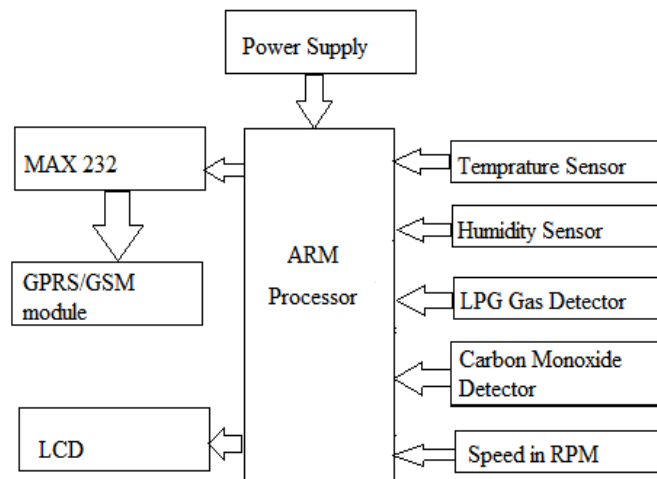 Power Supply
MAX 232
GPRS/GSM
module
LCD
ARM
Processor
Temprature Sensor
Humidity Sensor
LPG Gas Detector
Carbon Monoxide
Detector
Speed in RPM